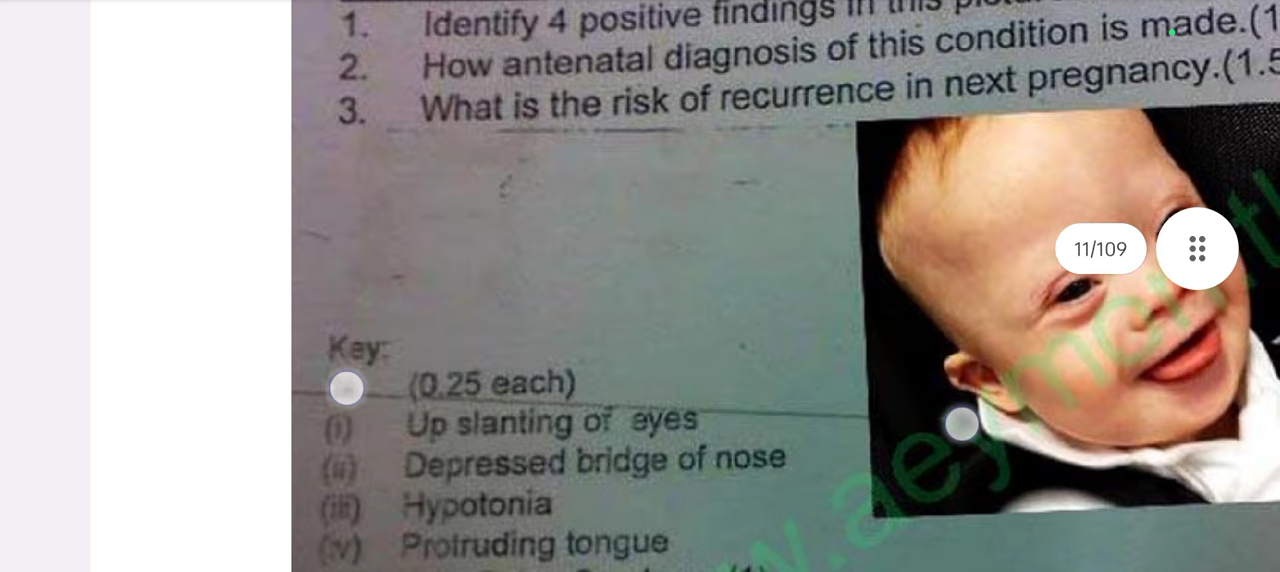 1. Identify 4 positive findings in this
2. How antenatal diagnosis of this condition is made.(1
3. What is the risk of recurrence in next pregnancy.(1.5
11/109
Key:
(0.25 each)
(i) Up slanting of eyes
(ii) Depressed bridge of nose
(iii) Hypotonia
(iv) Protruding tongue